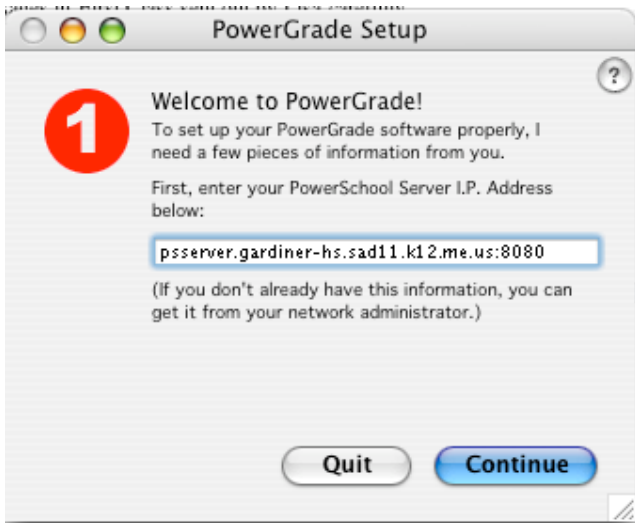 PowerGrade Setup
?
1
Welcome to PowerGrade!
To set up your PowerGrade software properly, I
need a few pieces of information from you.
First, enter your PowerSchool Server I.P. Address
below:
psserver.gardiner-hs.sad11.k12.me.us:8080
(If you don't already have this information, you can
get it from your network administrator.)
Quit Continue